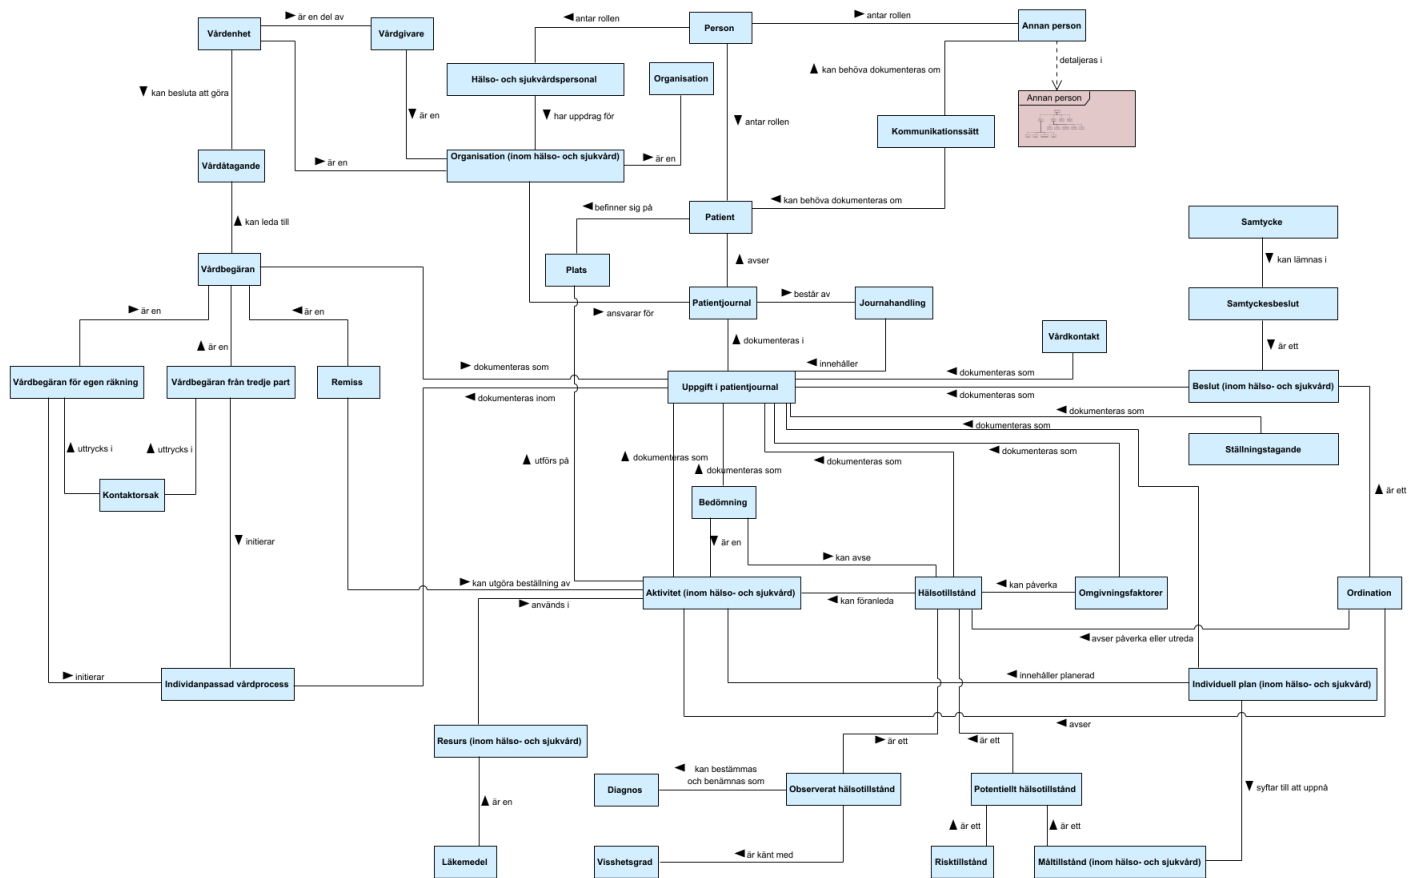 är en del av
antar rollen
antar rollen
Vårdenhet
Vårdgivare
Person
Annan person
detaljeras i
kan behöva dokumenteras om
Hälso- och sjukvårdspersonal
Organisation
kan besluta att göra
Annan person
är en
har uppdrag för
antar rollen
Kommunikationssätt
Organisation (inom hälso- och sjukvård)
är en
är en
Vårdåtagande
kan leda till
befinner sig på
Patient
kan behöva dokumenteras om
Samtycke
kan lämnas i
avser
Vårdbegäran
Plats
Patientjournal
består av
Journahandling
Samtyckesbeslut
är en
är en
ansvarar för
är en
dokumenteras i
Vårdkontakt
är ett
innehåller
dokumenteras som
dokumenteras som
Vårdbegäran för egen räkning
Vårdbegäran från tredje part
Remiss
Uppgift i patientjournal
Beslut (inom hälso- och sjukvård)
dokumenteras inom
dokumenteras som
dokumenteras som
dokumenteras som
uttrycks i
uttrycks i
Ställningstagande
dokumenteras som
utförs på
dokumenteras som
dokumenteras som
dokumenteras som
Kontaktorsak
Bedömning
är ett
initierar
är en
kan avse
kan utgöra beställning av
kan påverka
Aktivitet (inom hälso- och sjukvård)
Hälsotillstånd
Omgivningsfaktorer
Ordination
används i
kan föranleda
avser påverka eller utreda
initierar
Individanpassad vårdprocess
innehåller planerad
Individuell plan (inom hälso- och sjukvård)
avser
Resurs (inom hälso- och sjukvård)
är ett
är ett
kan bestämmas
och benämnas som
Diagnos
Observerat hälsotillstånd
Potentiellt hälsotillstånd
syftar till att uppnå
är en
är ett
är ett
är känt med
Läkemedel
Visshetsgrad
Risktillstånd
Måltillstånd (inom hälso- och sjukvård)